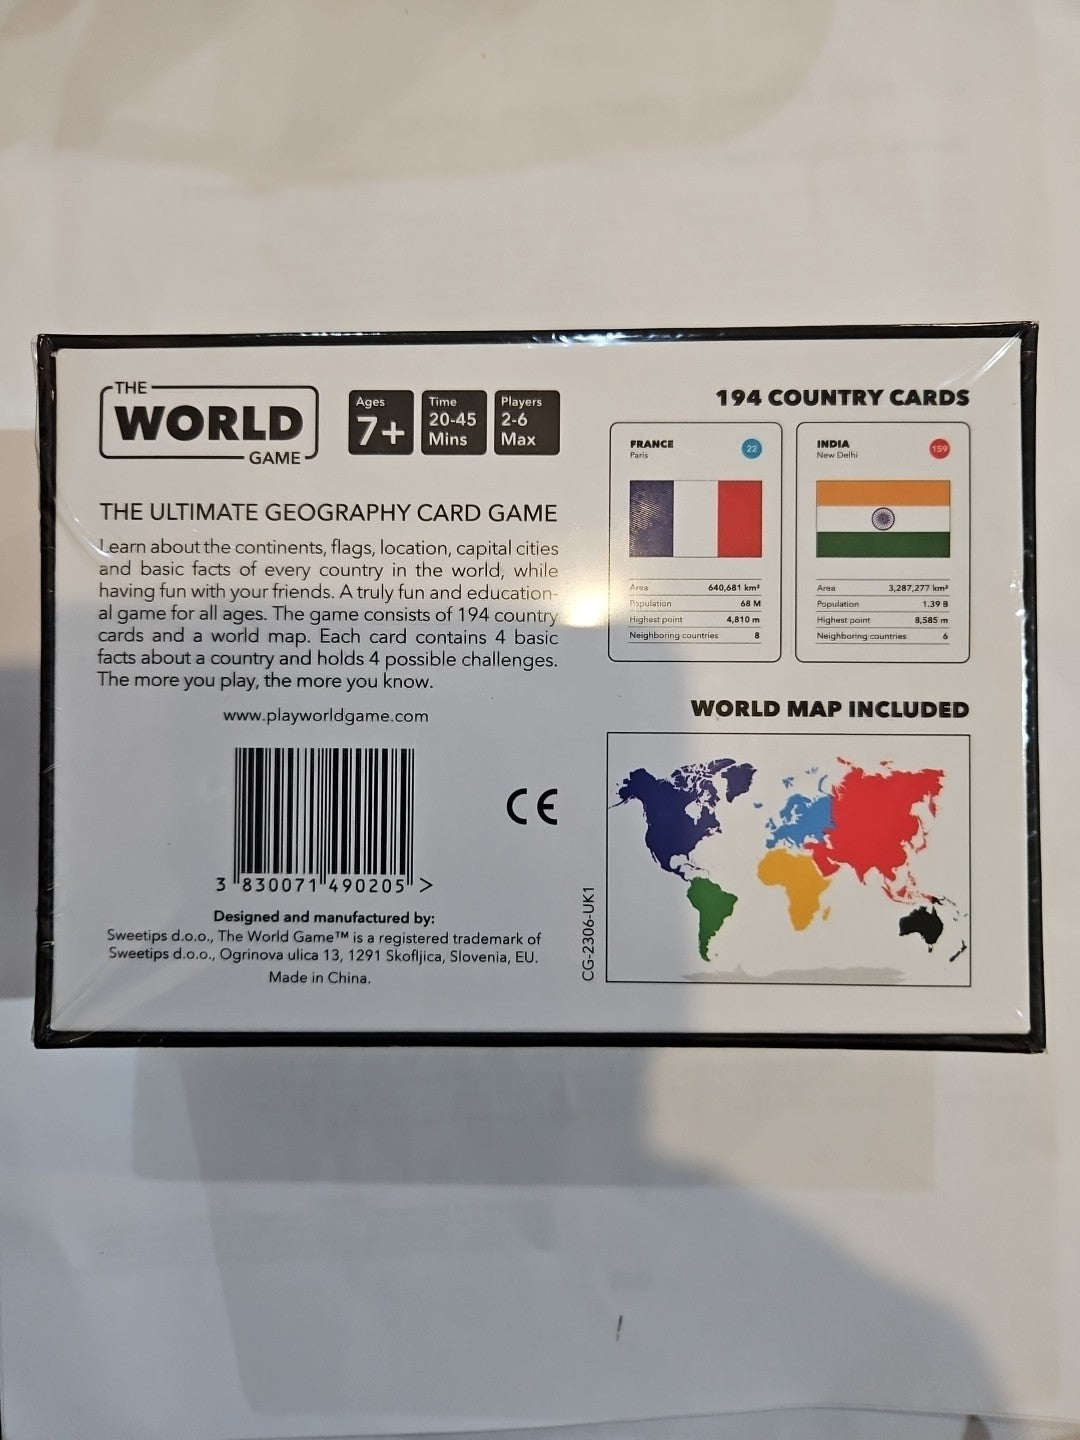 THE
WORLD
GAME
Ages
7+
Time
20-45
Mins
Players
2-6
Max
THE ULTIMATE GEOGRAPHY CARD GAME
Learn about the continents, flags, location, capital cities
and basic facts of every country in the world, while
having fun with your friends. A truly fun and education-
al game for all ages. The game consists of 194 country
cards and a world map. Each card contains 4 basic
facts about a country and holds 4 possible challenges.
The more you play, the more you know.
www.playworldgame.com
3 830071 490205 >
CE
Designed and manufactured by:
Sweetips d.o.o., The World Game™ is a registered trademark of
Sweetips d.o.o., Ogrinova ulica 13, 1291 Skofljica, Slovenia, EU.
Made in China.
CG-2306-UK1
194 COUNTRY CARDS
FRANCE 22
Paris
Area 640,681 km²
Population 68 M
Highest point 4,810 m
Neighboring countries 8
INDIA 159
New Delhi
Area 3,287,277 km²
Population 1.39 B
Highest point 8,585 m
Neighboring countries 6
WORLD MAP INCLUDED